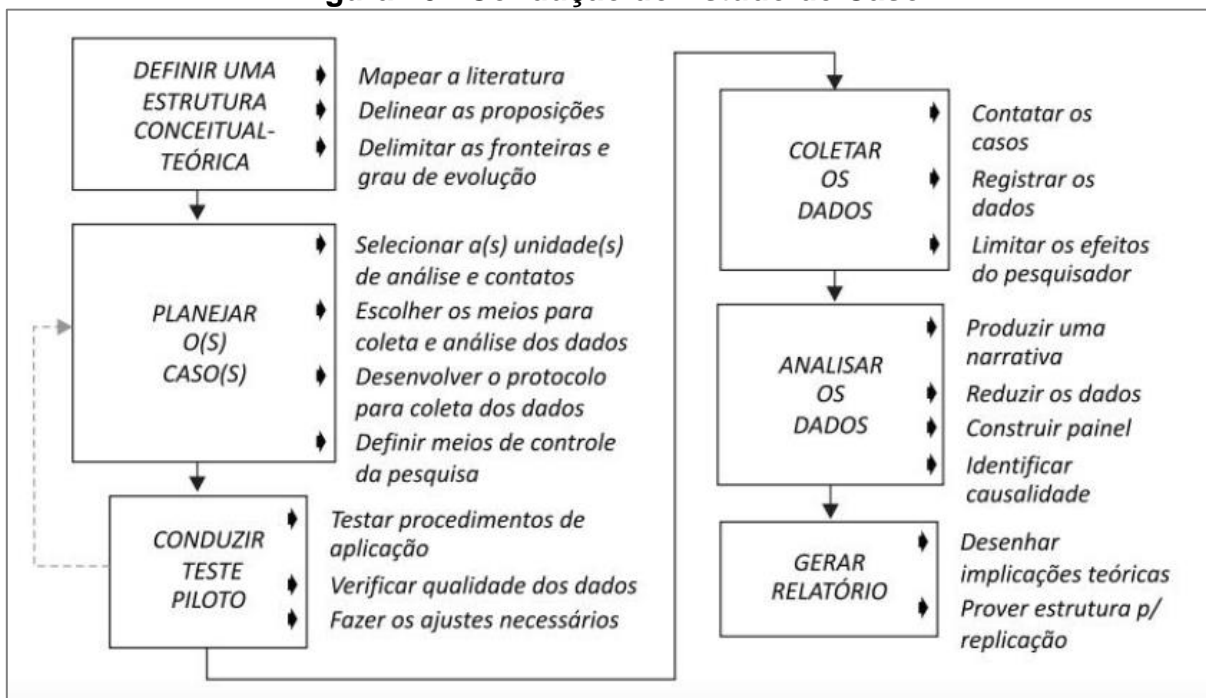 DEFINIR UMA
ESTRUTURA
CONCEITUAL-
TEÓRICA
Mapear a literatura
Delinear as proposições
Delimitar as fronteiras e
grau de evolução
PLANEJAR
O(S)
CASO(S)
Selecionar a(s) unidade(s)
de análise e contatos
Escolher os meios para
coleta e análise dos dados
Desenvolver o protocolo
para coleta dos dados
Definir meios de controle
da pesquisa
CONDUZIR
TESTE
PILOTO
Testar procedimentos de
aplicação
Verificar qualidade dos dados
Fazer os ajustes necessários
COLETAR
OS
DADOS
Contatar os
casos
Registrar os
dados
Limitar os efeitos
do pesquisador
ANALISAR
OS
DADOS
Produzir uma
narrativa
Reduzir os dados
Construir painel
Identificar
causalidade
GERAR
RELATÓRIO
Desenhar
implicações teóricas
Prover estrutura p/
replicação